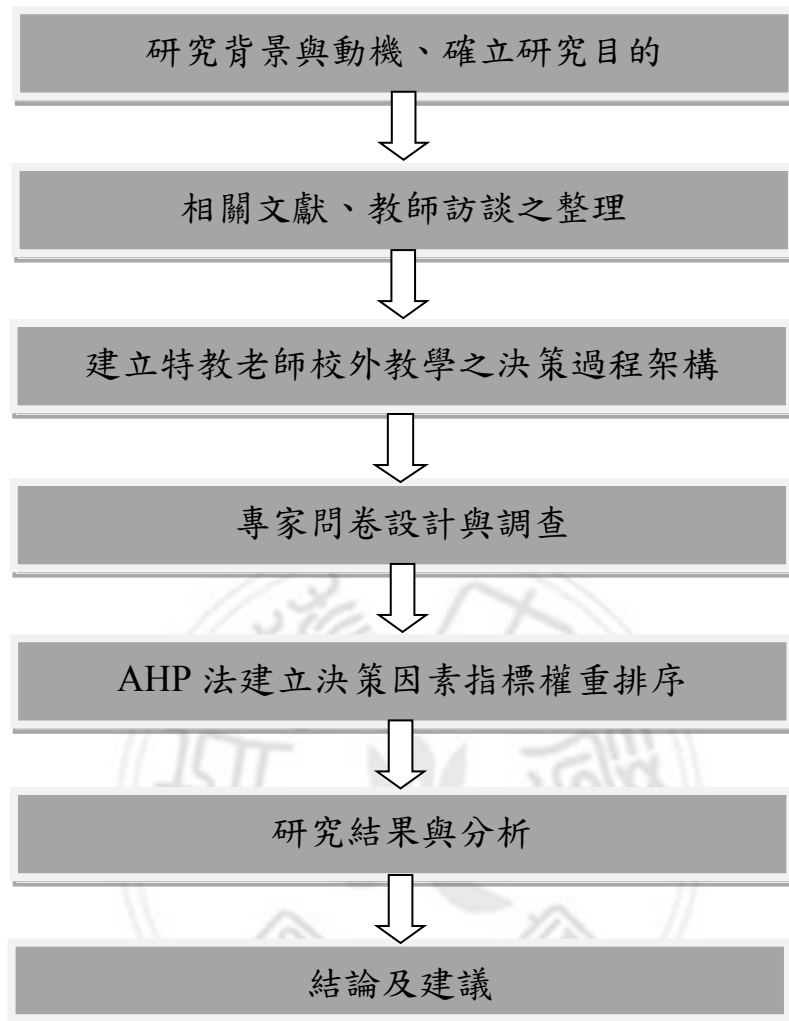 研究背景與動機、確立研究目的
相關文獻、教師訪談之整理
建立特教老師校外教學之決策過程架構
專家問卷設計與調查
AHP 法建立決策因素指標權重排序
研究結果與分析
結論及建議